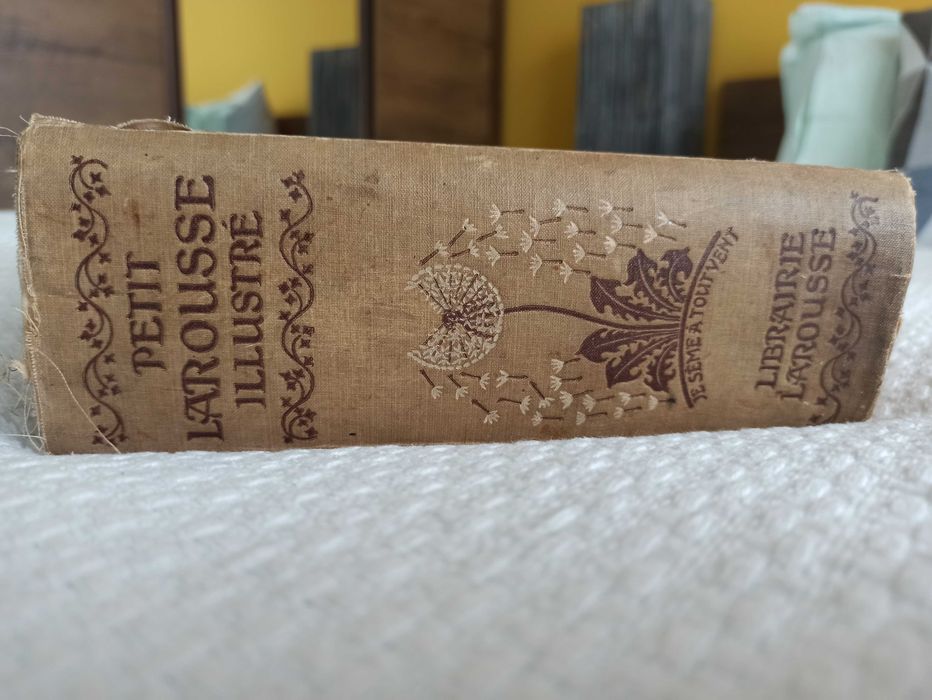 PETIT
LAROUSSE
ILLUSTRÉ
JE SÈME À TOUT VENT
LIBRAIRIE
LAROUSSE